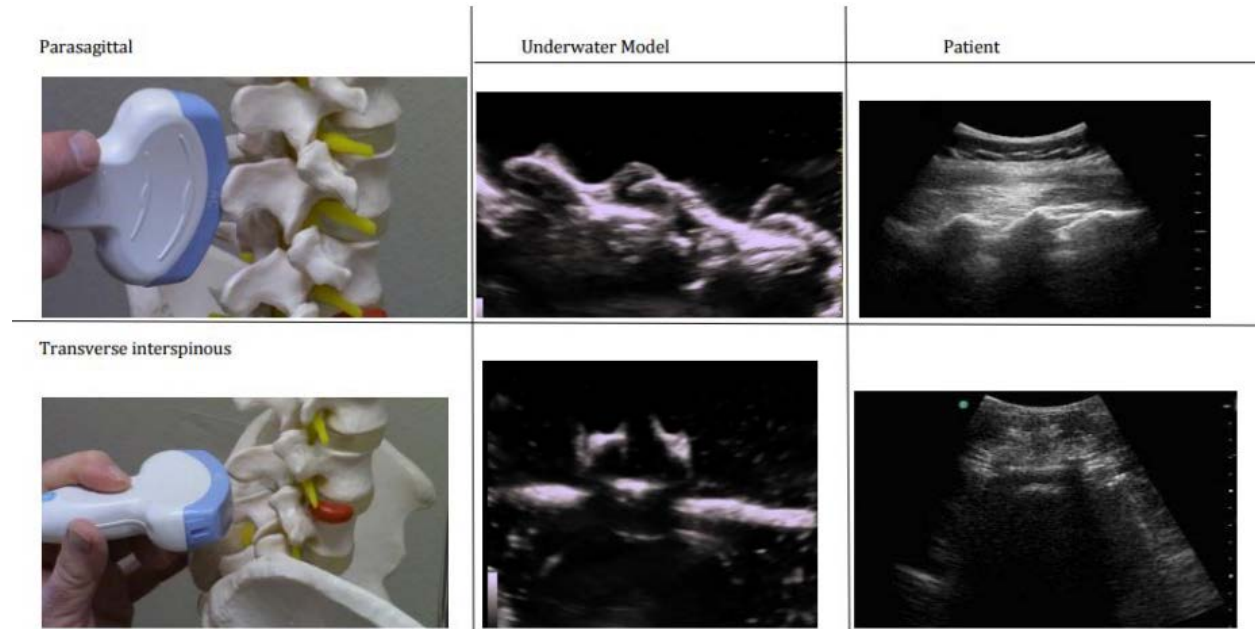 Parasagittal
Underwater Model
Patient
Transverse interspinous